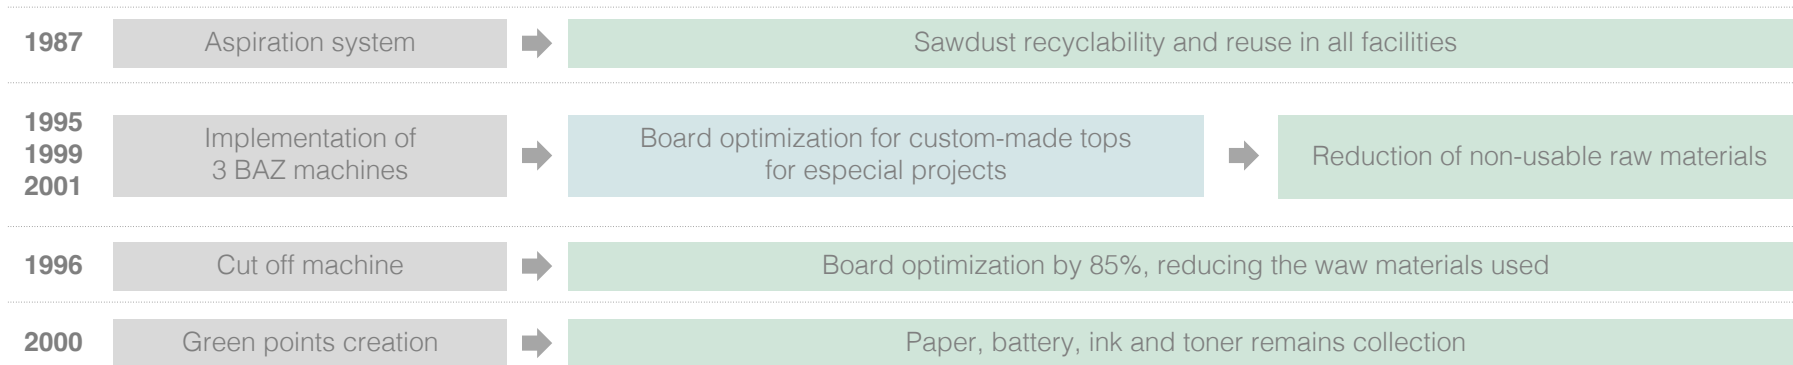 1987 Aspiration system Sawdust recyclability and reuse in all facilities
1995
1999
2001
Implementation of
3 BAZ machines
Board optimization for custom-made tops
for especial projects
Reduction of non-usable raw materials
1996 Cut off machine Board optimization by 85%, reducing the waw materials used
2000 Green points creation Paper, battery, ink and toner remains collection